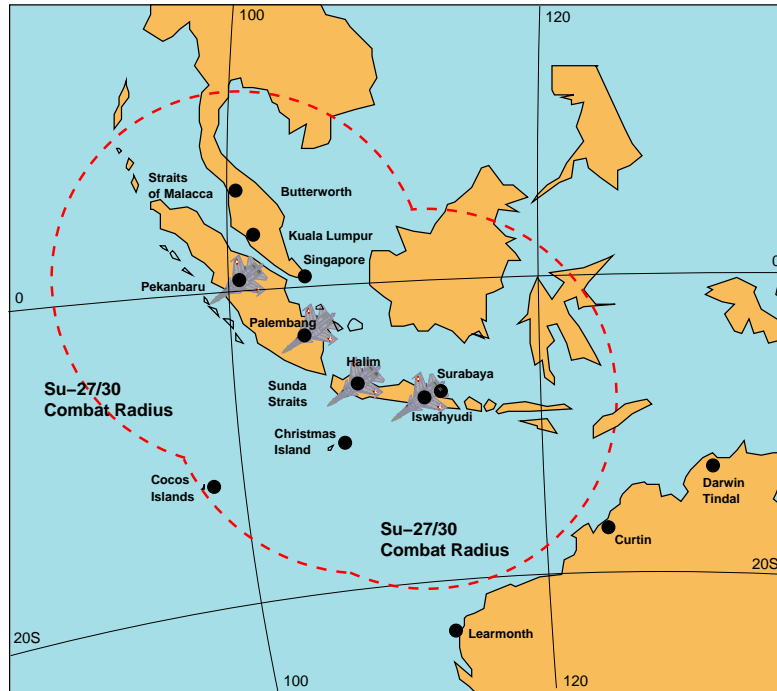 100
120
Straits
of Malacca
Butterworth
Kuala Lumpur
Singapore
Pekanbaru
0
0
Palembang
Halim
Surabaya
Su–27/30
Combat Radius
Sunda
Straits
Iswahyudi
Christmas
Island
Cocos
Islands
Darwin
Tindal
Su–27/30
Combat Radius
Curtin
20S
20S
Learmonth
100
120